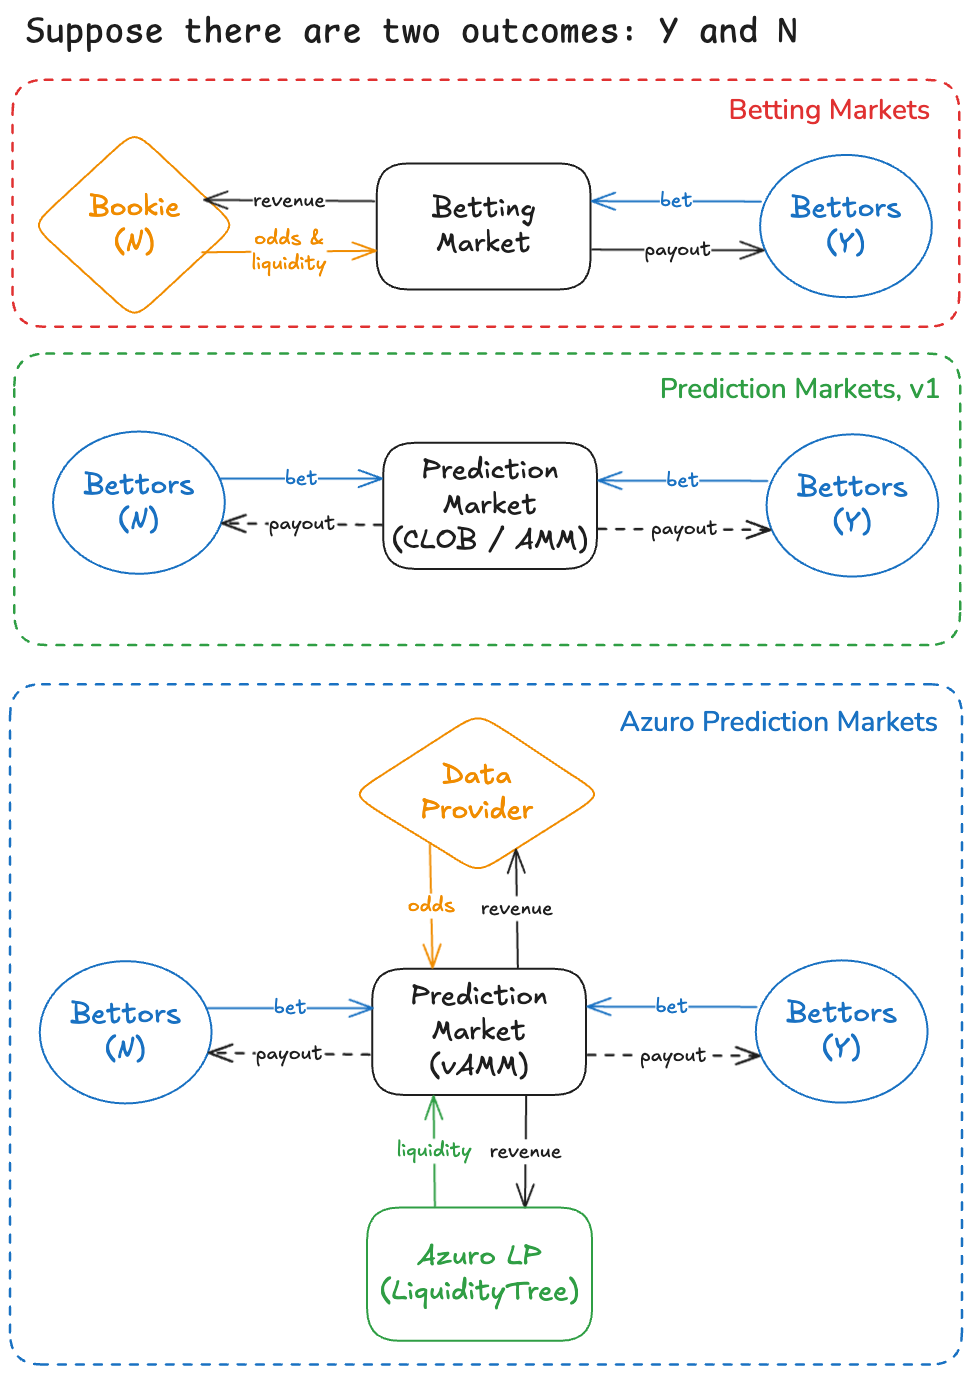 Suppose there are two outcomes: Y and N
Betting Markets
Bookie
(N)
revenue
odds &
liquidity
Betting
Market
bet
payout
Bettors
(Y)
Prediction Markets, v1
Bettors
(N)
bet
payout
Prediction
Market
(CLOB / AMM)
bet
payout
Bettors
(Y)
Azuro Prediction Markets
Data
Provider
odds
revenue
Bettors
(N)
bet
payout
Prediction
Market
(vAMM)
bet
payout
Bettors
(Y)
liquidity
revenue
Azuro LP
(LiquidityTree)